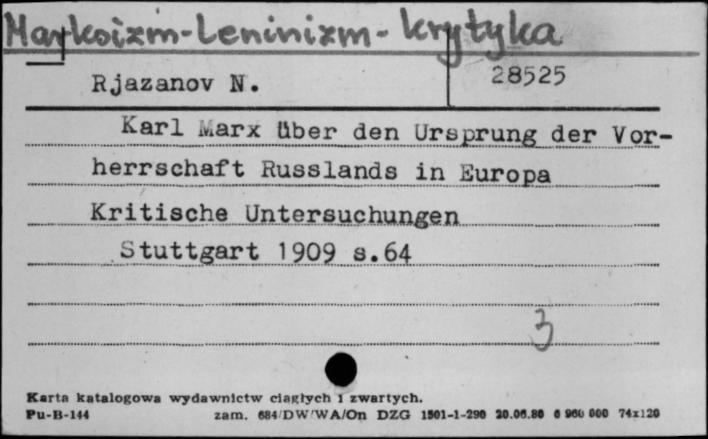 Marksizm-Leninizm-krytyka
Rjazanov N.
28525
Karl Marx über den Ursprung der Vor-
herrschaft Russlands in Europa
Kritische Untersuchungen
Stuttgart 1909 s.64
3
Karta katalogowa wydawnictw ciągłych i zwartych.
Pu-B-144 zam. 684/DW/WA/On DZG 1501-1-290 20.06.80 6 960 000 74x120